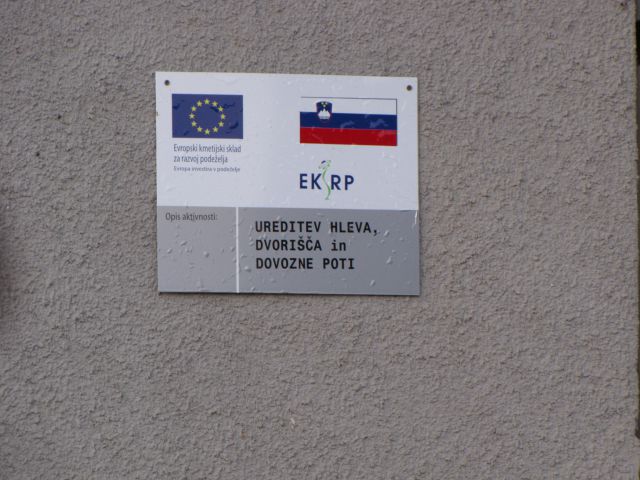 Evropski kmetijski sklad
za razvoj podeželja
Evropa investira v podeželje
EKSRP
Opis aktivnosti:
UREDITEV HLEVA,
DVORIŠČA in
DOVOZNE POTI